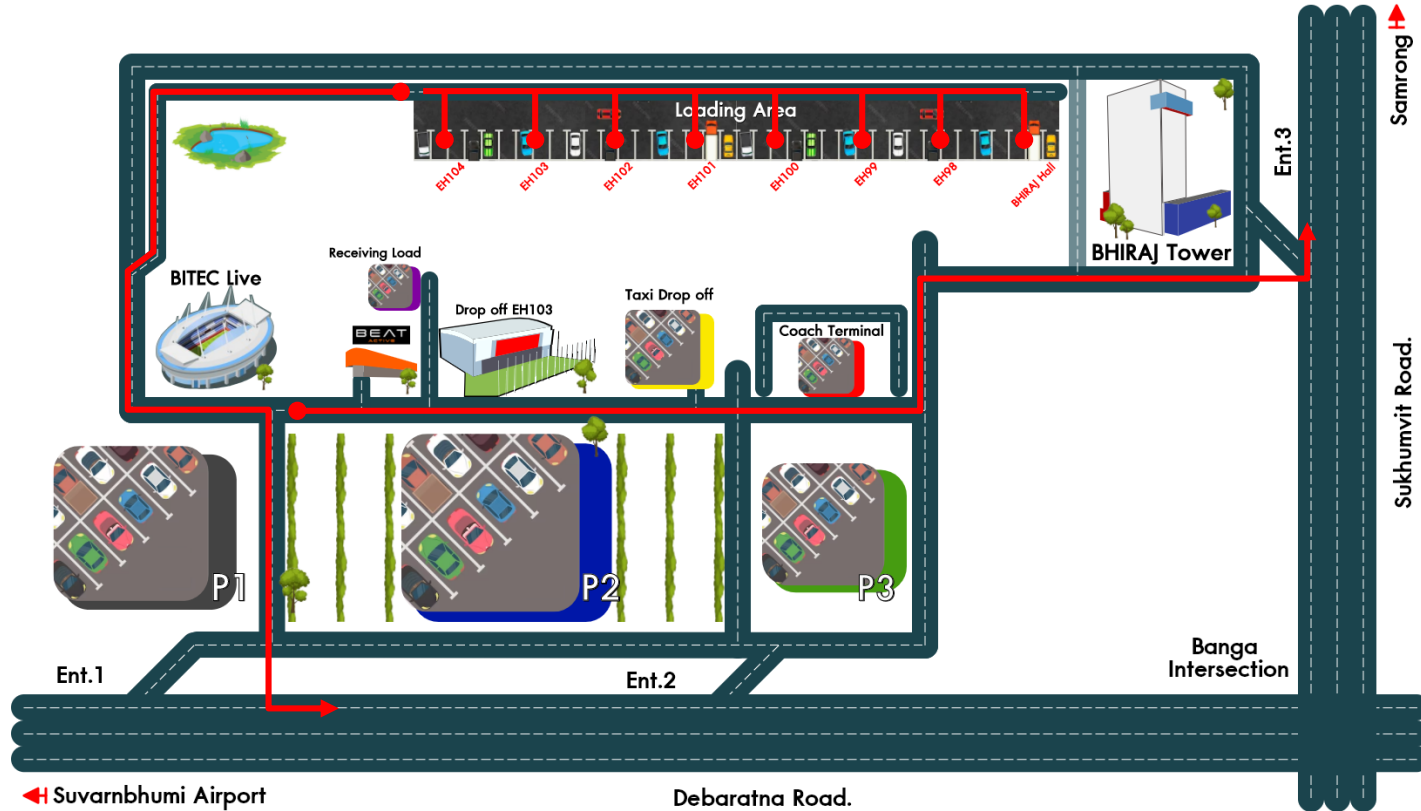 Samrong
Loading Area
EH104
EH103
EH102
EH101
EH100
EH99
EH98
BHIRAJ Hall
Ent.3
BHIRAJ Tower
Receiving Load
BITEC Live
Drop off EH103
Taxi Drop off
Coach Terminal
BEAT
ACTIVE
Sukhumvit Road.
P1
P2
P3
Ent.1
Ent.2
Banga
Intersection
Suvarnbhumi Airport
Debaratna Road.